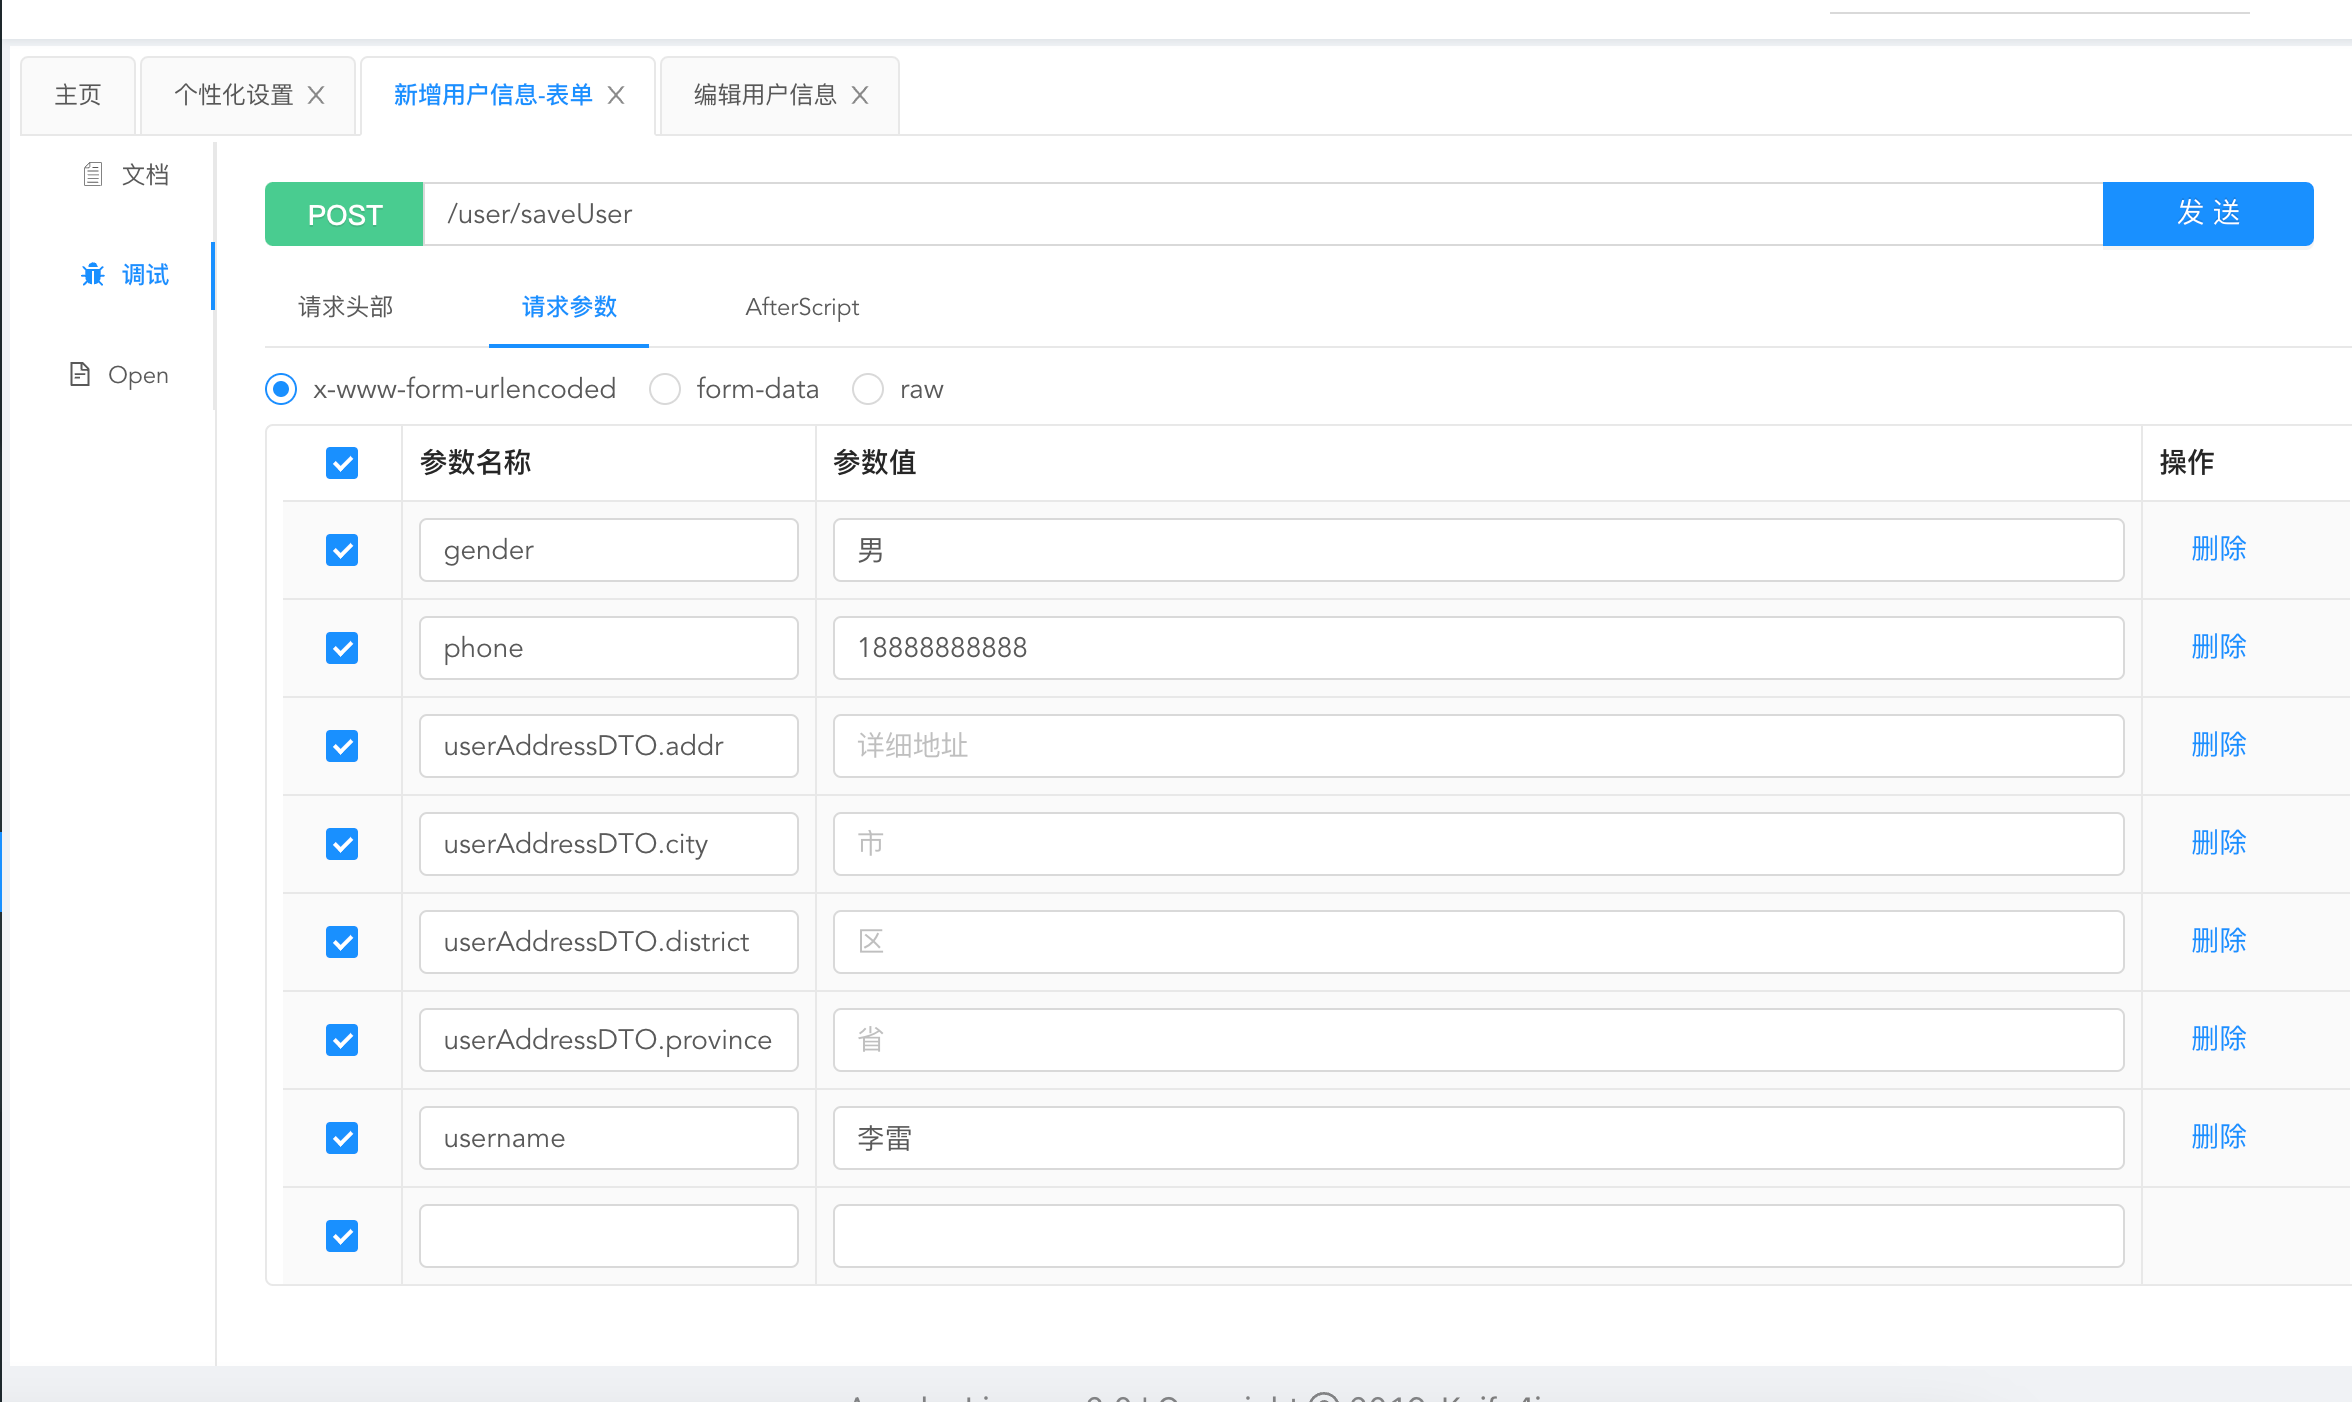 主页 个性化设置 X 新增用户信息-表单 X 编辑用户信息 X
文档
调试
Open
POST /user/saveUser 发 送
请求头部 请求参数 AfterScript
x-www-form-urlencoded form-data raw
参数名称 参数值 操作
gender 男 删除
phone 18888888888 删除
userAddressDTO.addr 详细地址 删除
userAddressDTO.city 市 删除
userAddressDTO.district 区 删除
userAddressDTO.province 省 删除
username 李雷 删除